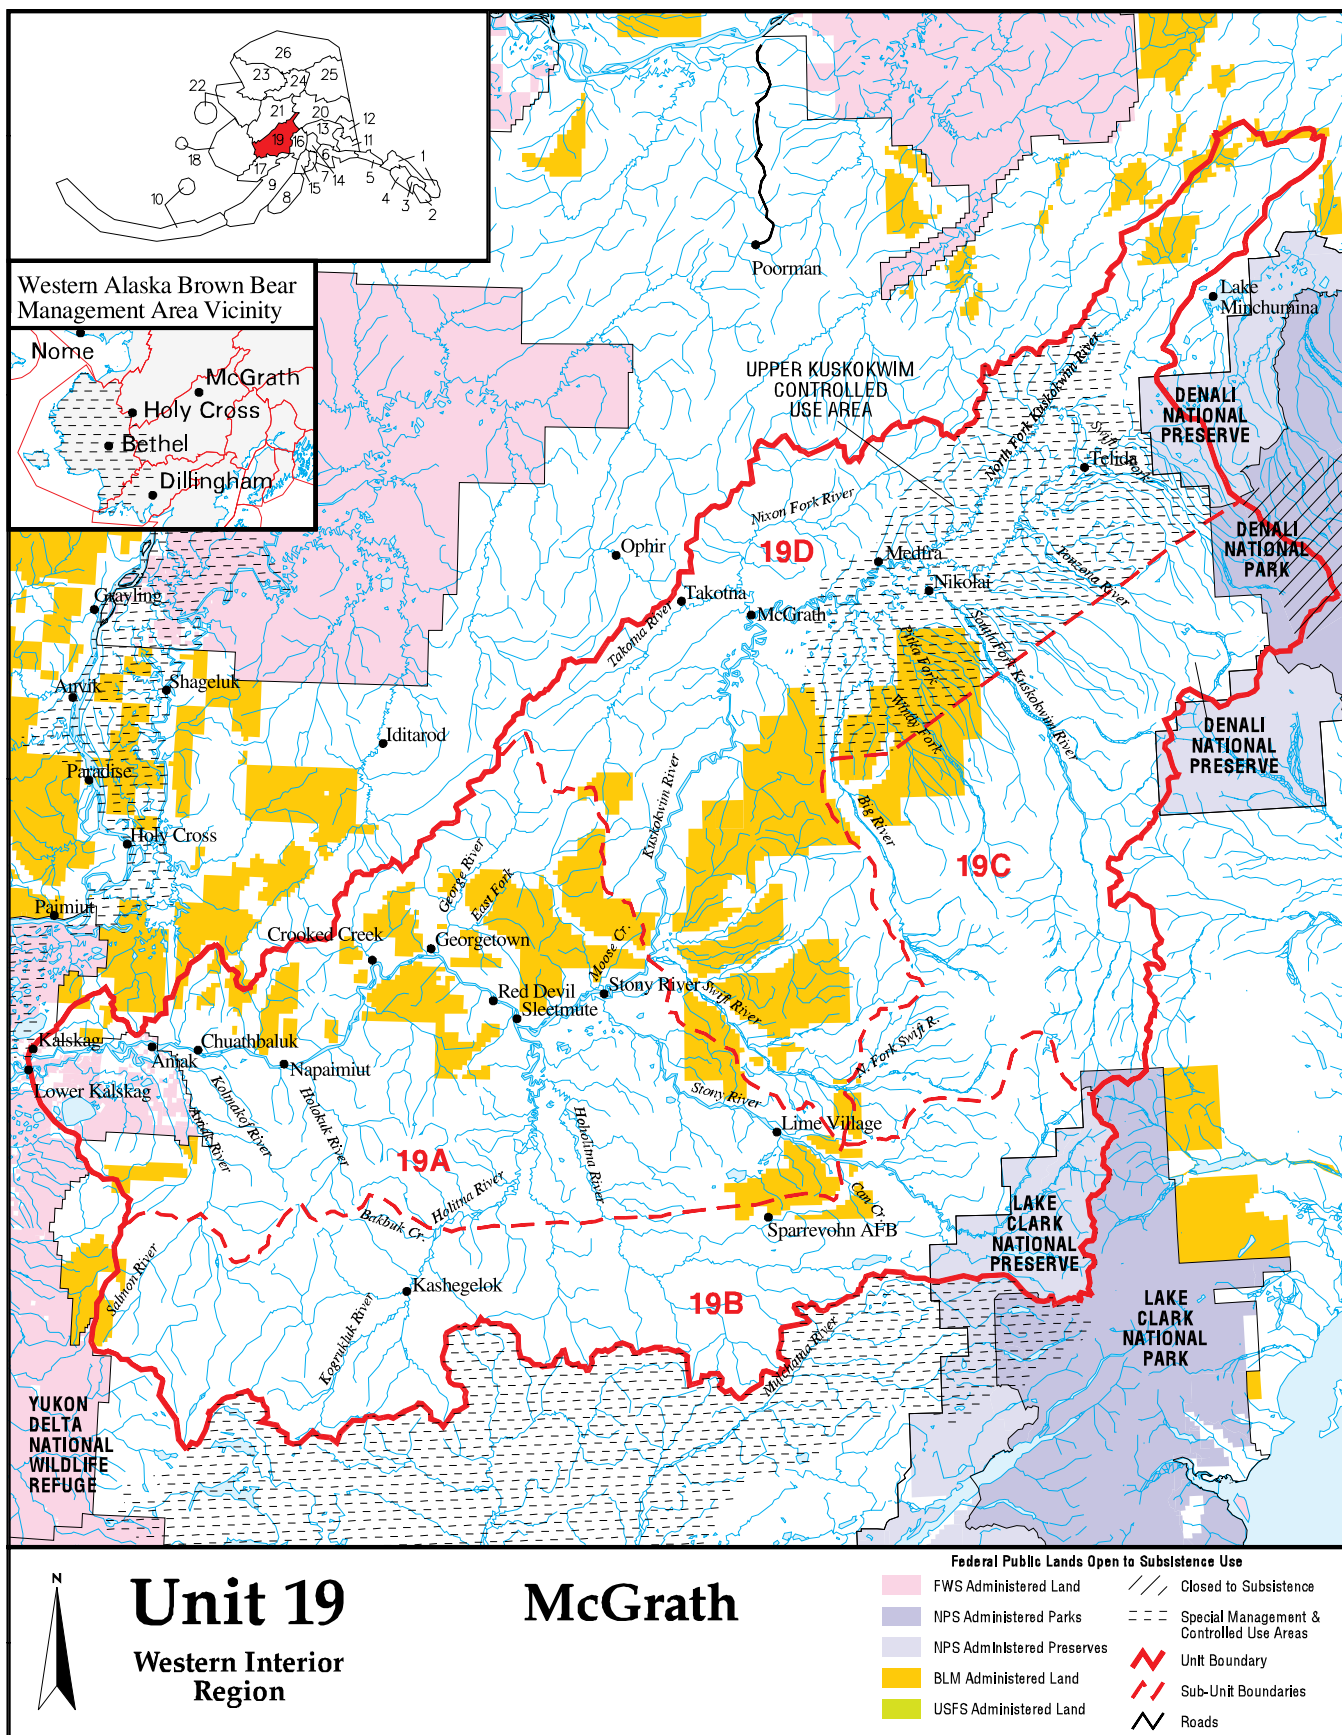 26
23
24
25
22
21
20
12
19
16
13
11
18
17
6
1
9
7
14
5
15
10
8
4
3
2
Western Alaska Brown Bear
Management Area Vicinity
Nome
McGrath
Holy Cross
Bethel
Dillingham
Poorman
Lake
Minchumina
UPPER KUSKOKWIM
CONTROLLED
USE AREA
North Fork Kuskokwim River
DENALI
NATIONAL
PRESERVE
Swift Fork
Telida
Nixon Fork River
19D
Ophir
Medfra
DENALI
NATIONAL
PARK
Nikolai
Tonzona River
Grayling
Takotna
McGrath
Takotna River
South Fork Kuskokwim River
Pitka Fork
Anvik
Shageluk
Windy Fork
DENALI
NATIONAL
PRESERVE
Iditarod
Paradise
Kuskokwim River
Big River
Holy Cross
George River
East Fork
19C
Paimiut
Crooked Creek
Georgetown
Moose Cr.
Red Devil
Stony River
Swift River
Sleetmute
N. Fork Swift R.
Kalskag
Aniak
Chuathbaluk
Napaimiut
Lower Kalskag
Kolmakof River
Holokuk River
Aniak River
Stony River
Hoholitna River
Lime Village
19A
Holitna River
Bakbuk Cr.
Can Cr.
Sparrevohn AFB
LAKE
CLARK
NATIONAL
PRESERVE
Salmon River
Kashegelok
19B
Kogrukluk River
Mulchatna River
LAKE
CLARK
NATIONAL
PARK
YUKON
DELTA
NATIONAL
WILDLIFE
REFUGE
N
Unit 19
Western Interior
Region
McGrath
Federal Public Lands Open to Subsistence Use
FWS Administered Land
NPS Administered Parks
NPS Administered Preserves
BLM Administered Land
USFS Administered Land
Closed to Subsistence
Special Management &
Controlled Use Areas
Unit Boundary
Sub-Unit Boundaries
Roads